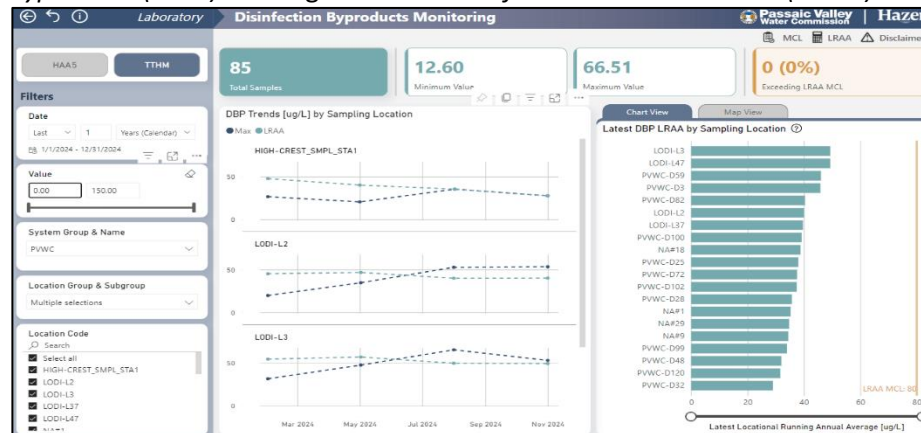 Laboratory
Disinfection Byproducts Monitoring
Passaic Valley
Water Commission
MCL LRAA
HAA5
TTHM
Filters
Date
Last 1 Years (Calendar)
1/1/2024 - 12/31/2024
Value
0.00 150.00
System Group & Name
PVWC
Location Group & Subgroup
Multiple selections
Location Code
Search
Select all
HIGH-CREST_SMPL_STA1
LODI-L2
LODI-L3
LODI-L37
LODI-L47
85
Total Samples
12.60
Minimum Value
66.51
Maximum Value
0 (0%)
Exceeding LRAA MCL
DBP Trends [ug/L] by Sampling Location
Max LRAA
HIGH-CREST_SMPL_STA1
50
0
LODI-L2
50
0
LODI-L3
50
0
Mar 2024 May 2024 Jul 2024 Sep 2024 Nov 2024
Chart View Map View
Latest DBP LRAA by Sampling Location
LODI-L3
LODI-L47
PVWC-D59
PVWC-D3
PVWC-D82
LODI-L2
LODI-L37
PVWC-D100
NA#18
PVWC-D25
PVWC-D72
PVWC-D102
PVWC-D28
NA#1
NA#29
NA#9
PVWC-D99
PVWC-D48
PVWC-D120
PVWC-D32
LRAA MCL: 80
0 20 40 60 80
Latest Locational Running Annual Average [ug/L]